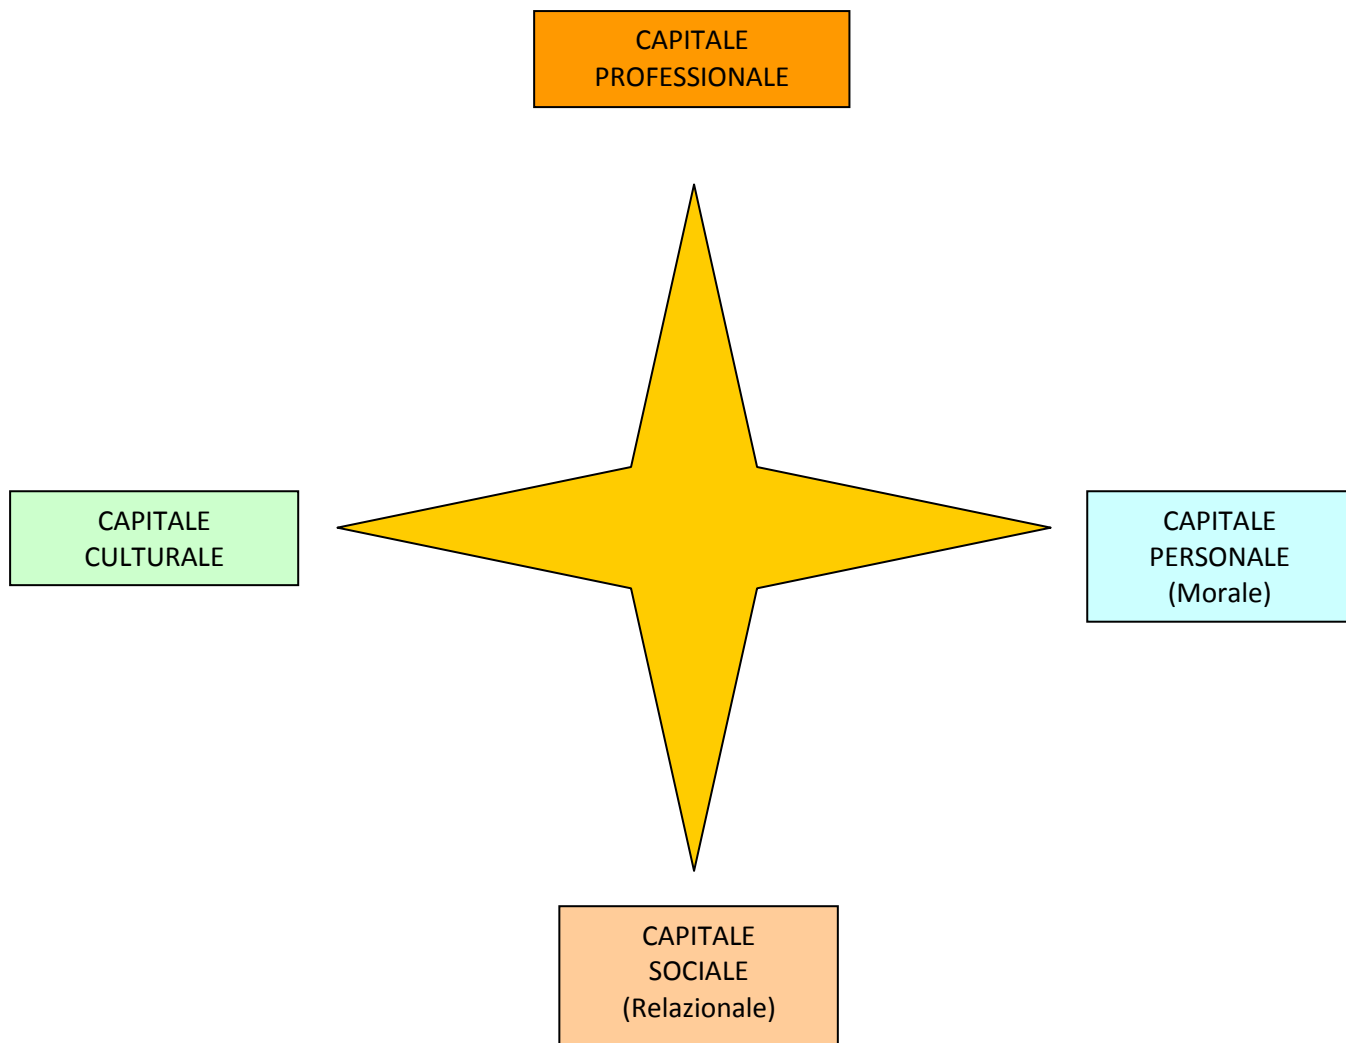 CAPITALE
PROFESSIONALE
CAPITALE
CULTURALE
CAPITALE
PERSONALE
(Morale)
CAPITALE
SOCIALE
(Relazionale)